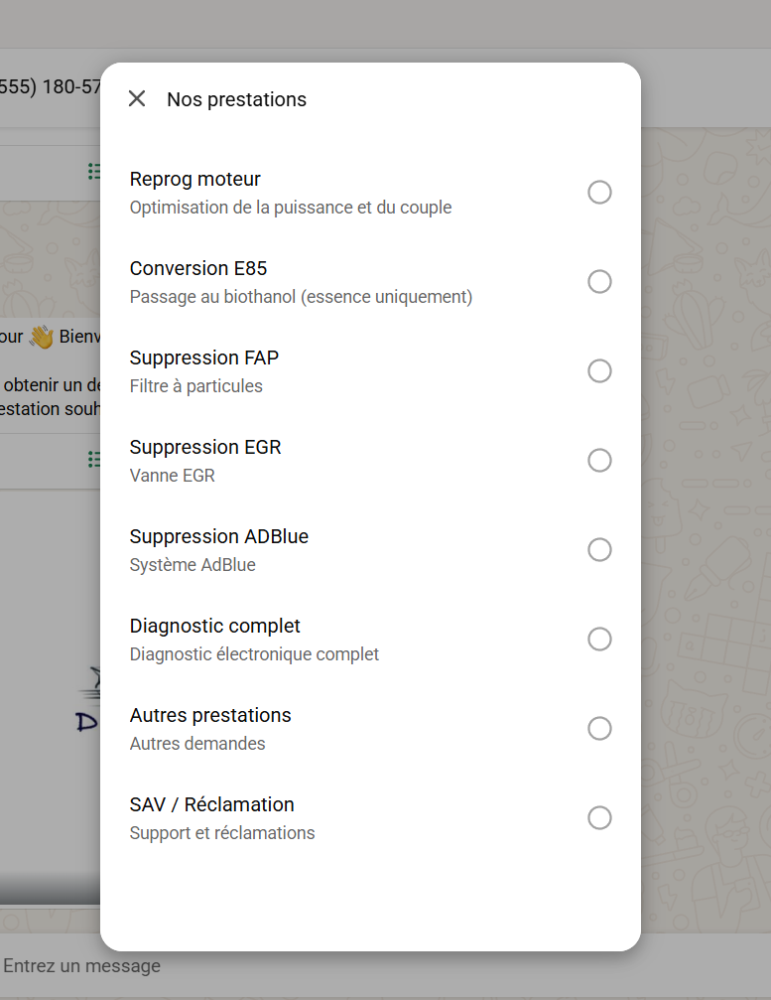 555) 180-57
Nos prestations
Reprog moteur
Optimisation de la puissance et du couple
Conversion E85
Passage au biothanol (essence uniquement)
our 👋 Bienv
Suppression FAP
Filtre à particules
obtenir un de
estation souh
Suppression EGR
Vanne EGR
Suppression ADBlue
Système AdBlue
Diagnostic complet
Diagnostic électronique complet
Autres prestations
Autres demandes
D
SAV / Réclamation
Support et réclamations
Entrez un message